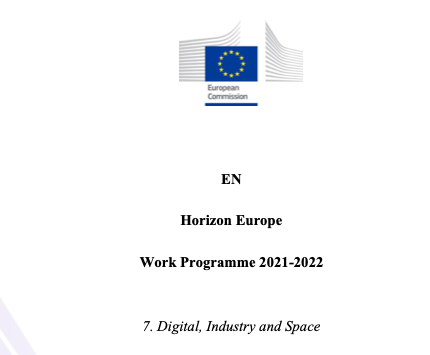 European
Commission
EN
Horizon Europe
Work Programme 2021-2022
7. Digital, Industry and Space